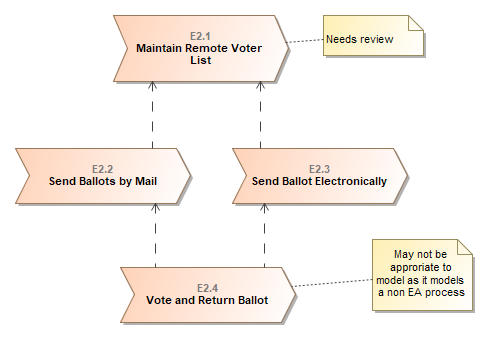 E2.1
Maintain Remote Voter
List
Needs review
E2.2
Send Ballots by Mail
E2.3
Send Ballot Electronically
E2.4
Vote and Return Ballot
May not be
approriate to
model as it models
a non EA process